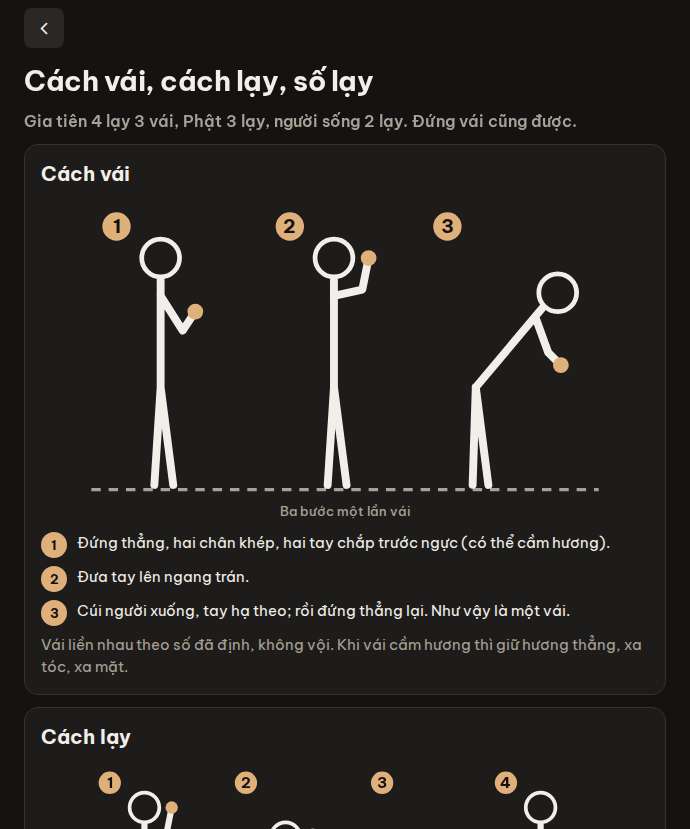 Cách vái, cách lạy, số lạy
Gia tiên 4 lạy 3 vái, Phật 3 lạy, người sống 2 lạy. Đứng vái cũng được.
Cách vái
1 2 3
Ba bước một lần vái
1 Đứng thẳng, hai chân khép, hai tay chắp trước ngực (có thể cầm hương).
2 Đưa tay lên ngang trán.
3 Cúi người xuống, tay hạ theo; rồi đứng thẳng lại. Như vậy là một vái.
Vái liền nhau theo số đã định, không vội. Khi vái cầm hương thì giữ hương thẳng, xa
tóc, xa mặt.
Cách lạy
1 2 3 4